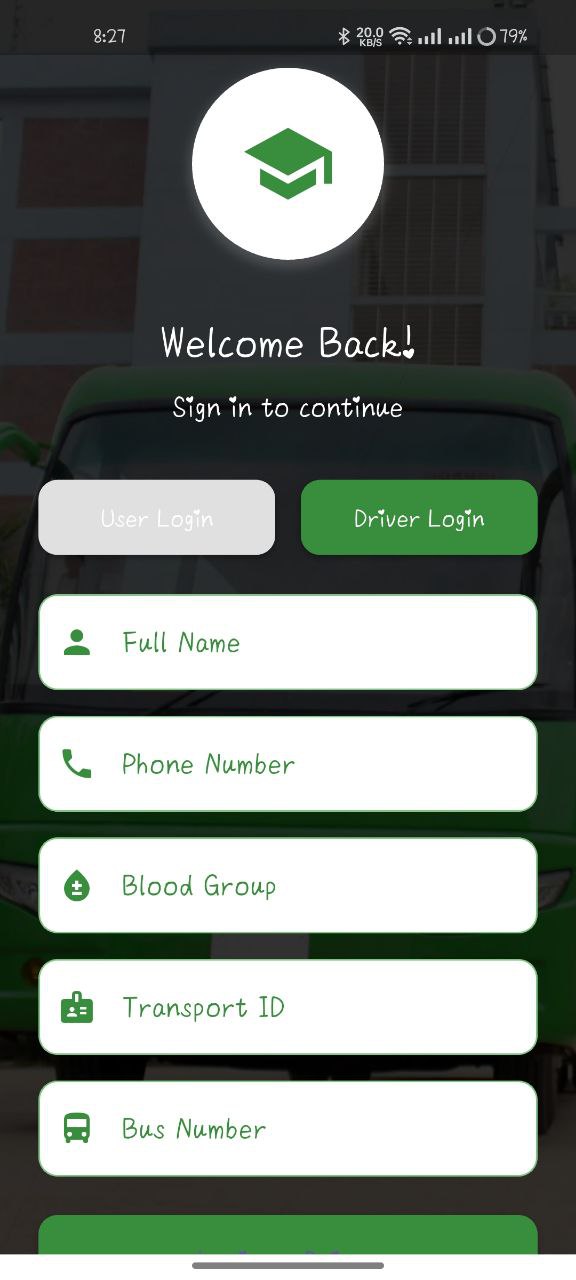 8:27
20.0
KB/S
79%
Welcome Back!
Sign in to continue
User Login
Driver Login
Full Name
Phone Number
Blood Group
Transport ID
Bus Number